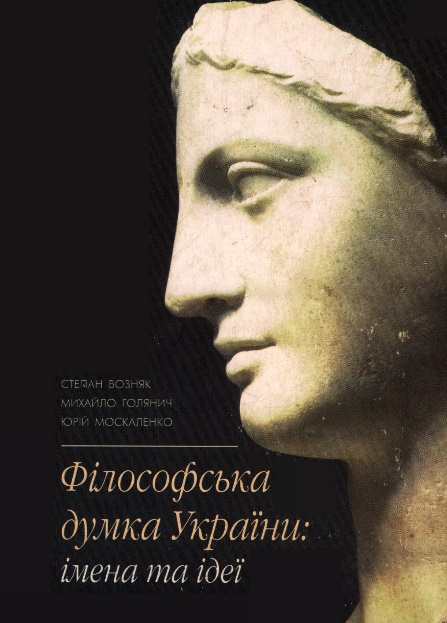 СТЕПАН ВОЗНЯК
МИХАЙЛО ГОЛЯНИЧ
ЮРІЙ МОСКАЛЕНКО
Філософська
думка України:
імена та ідеї